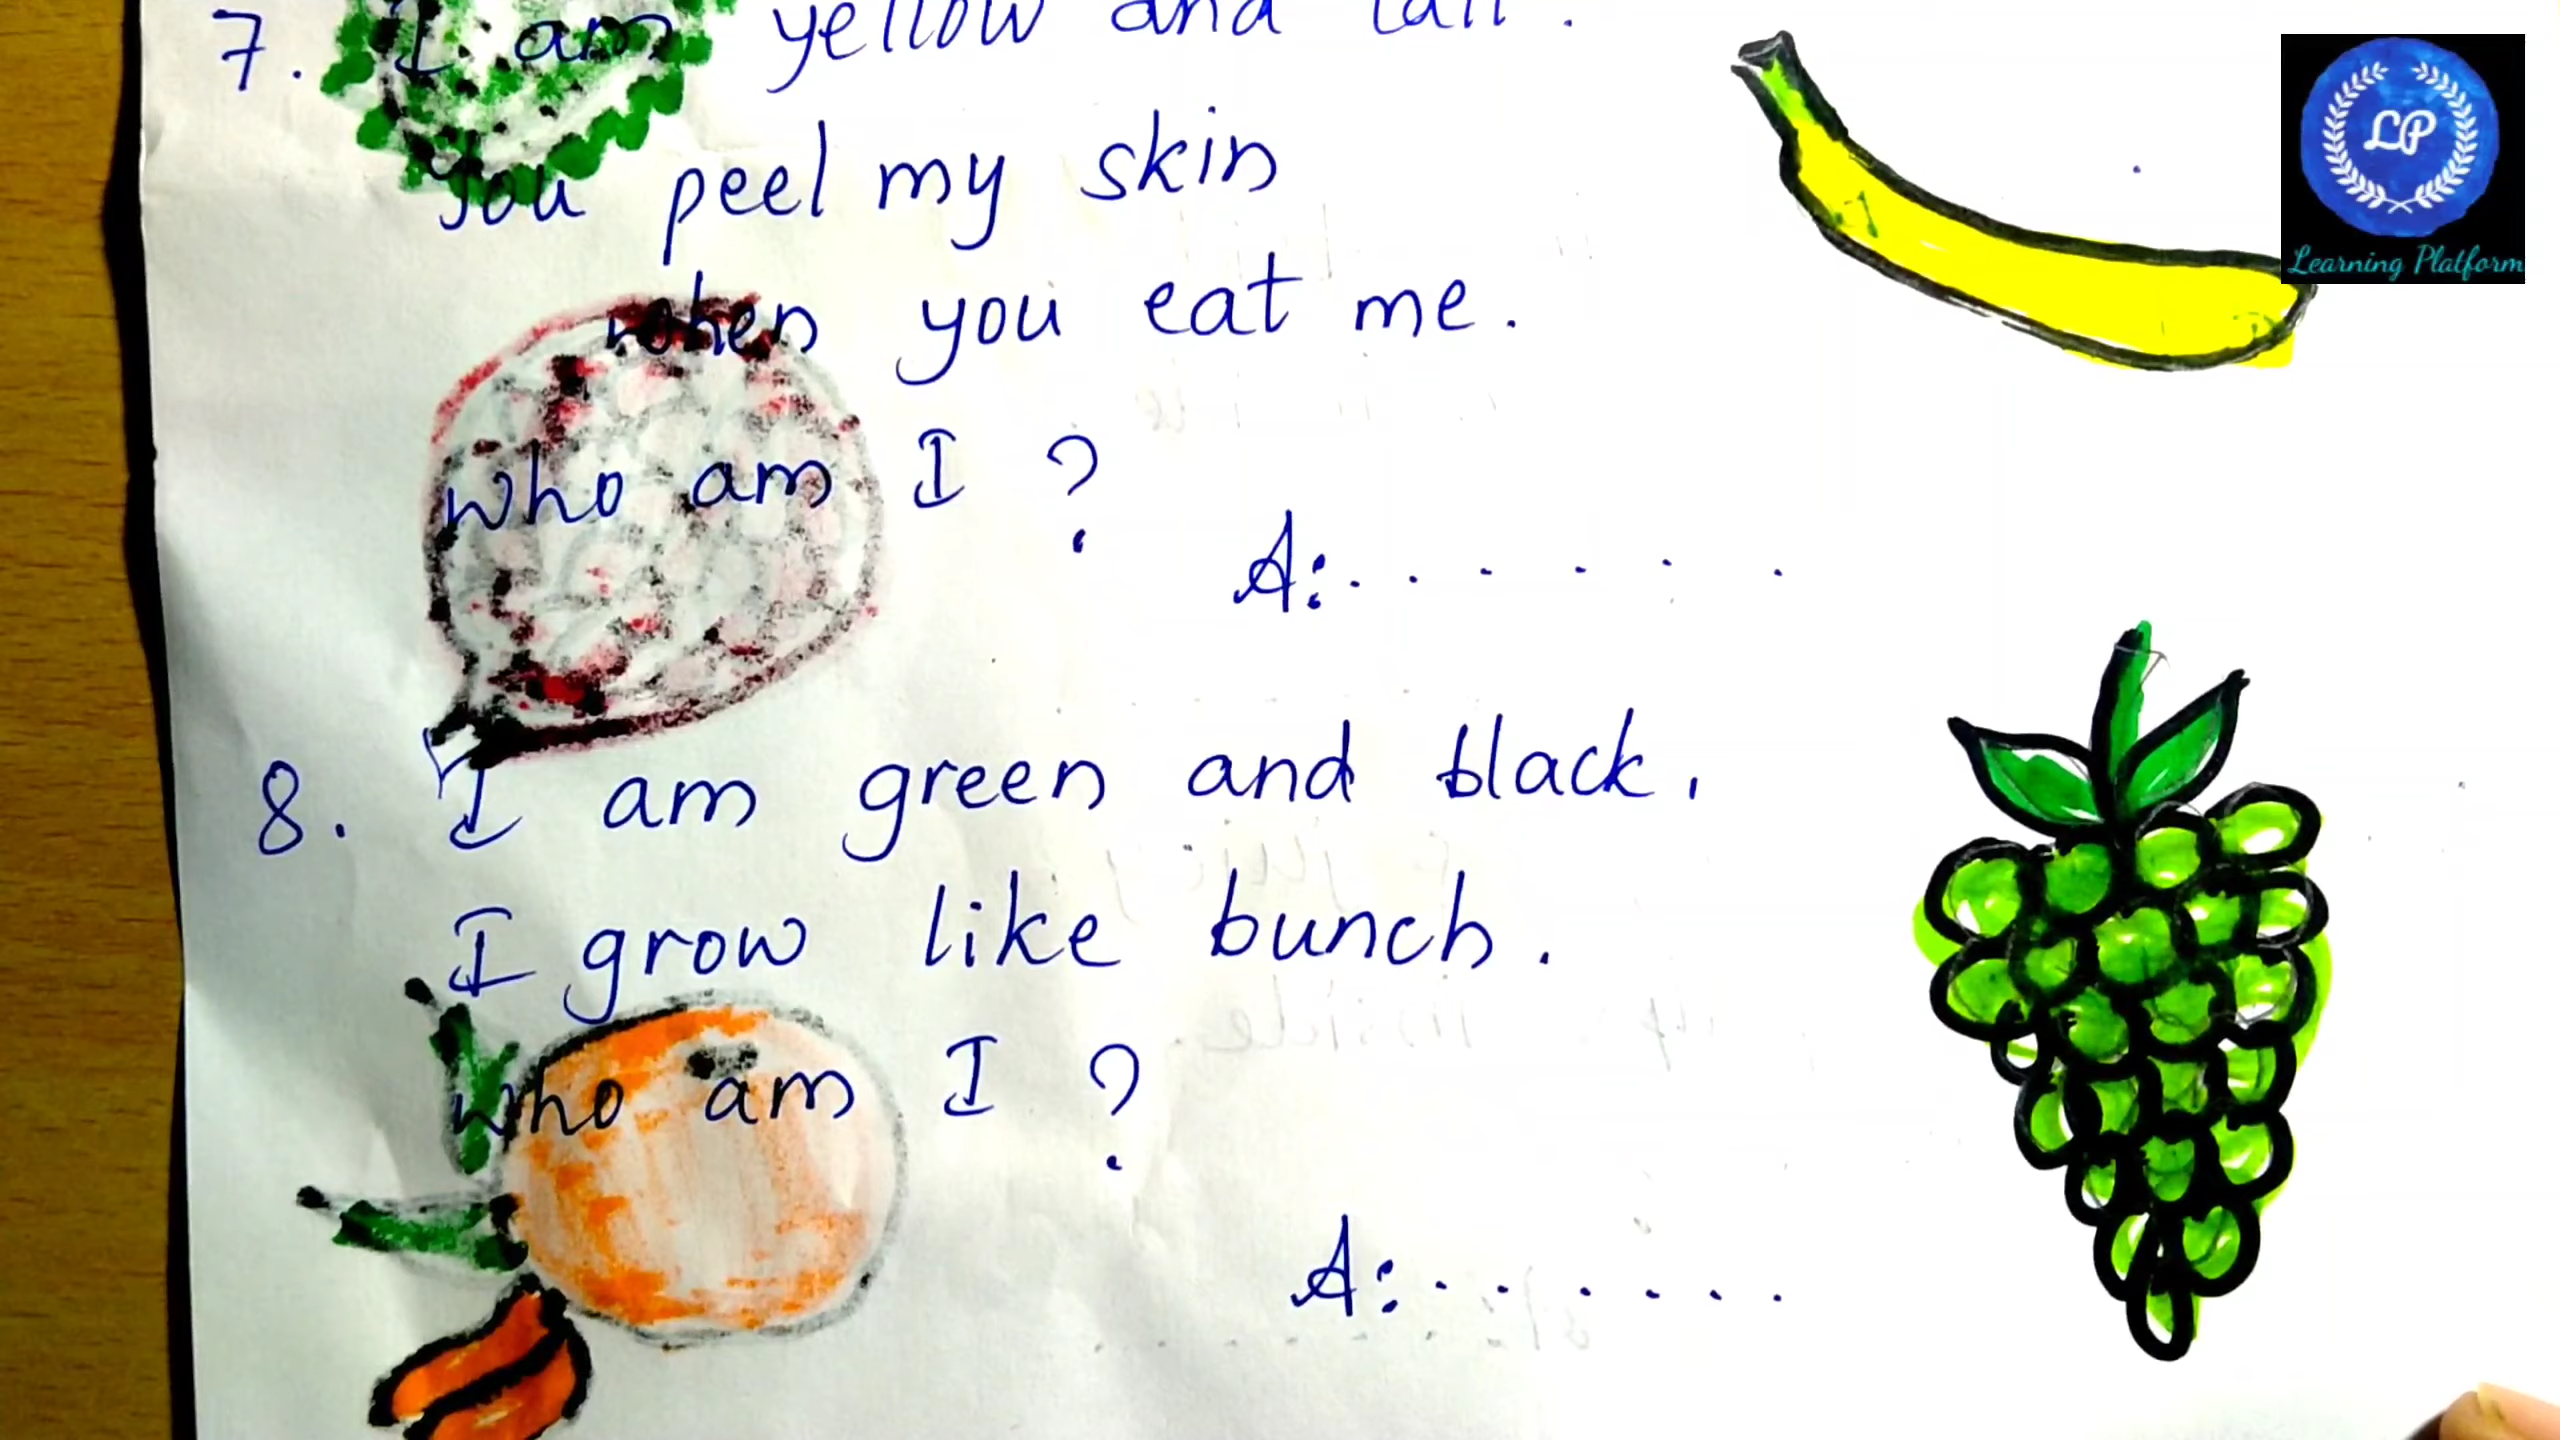 7. I am yellow and tall.
You peel my skin
when you eat me.
who am I ?
A: . . . . . .
8. I am green and black.
I grow like bunch.
who am I ?
A: . . . . . .
LP
Learning Platform